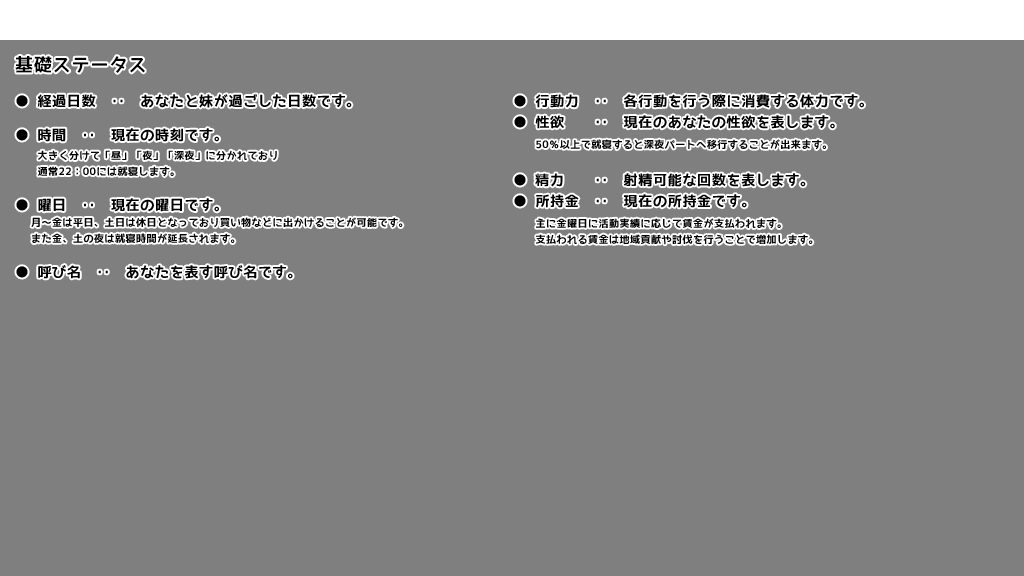 基礎ステータス
● 経過日数 ‥ あなたと妹が過ごした日数です。
● 時間 ‥ 現在の時刻です。
大きく分けて「昼」「夜」「深夜」に分かれており
通常22：00には就寝します。
● 曜日 ‥ 現在の曜日です。
月～金は平日、土日は休日となっており買い物などに出かけることが可能です。
また金、土の夜は就寝時間が延長されます。
● 呼び名 ‥ あなたを表す呼び名です。
● 行動力 ‥ 各行動を行う際に消費する体力です。
● 性欲 ‥ 現在のあなたの性欲を表します。
50％以上で就寝すると深夜パートへ移行することが出来ます。
● 精力 ‥ 射精可能な回数を表します。
● 所持金 ‥ 現在の所持金です。
主に金曜日に活動実績に応じて賃金が支払われます。
支払われる賃金は地域貢献や討伐を行うことで増加します。